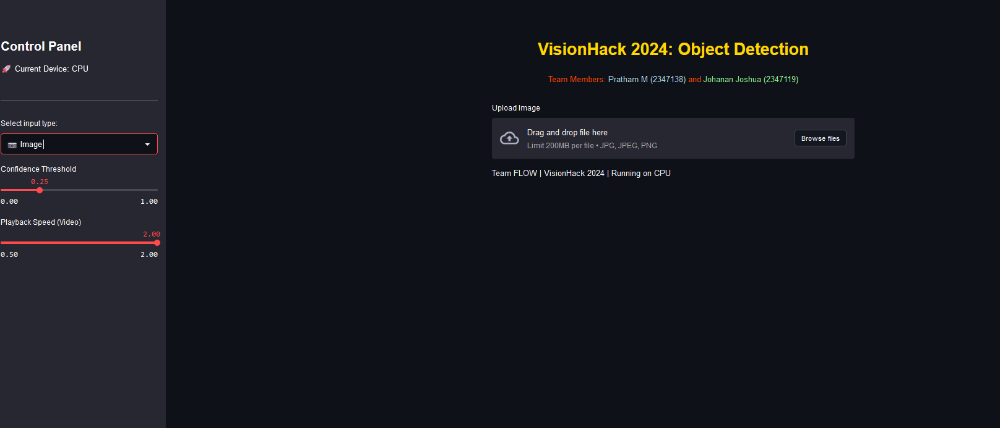 Control Panel
🚀 Current Device: CPU
Select input type:
📷 Image
Confidence Threshold
0.25
0.00 1.00
Playback Speed (Video)
2.00
0.50 2.00
VisionHack 2024: Object Detection
Team Members: Pratham M (2347138) and Johanan Joshua (2347119)
Upload Image
Drag and drop file here
Limit 200MB per file • JPG, JPEG, PNG
Browse files
Team FLOW | VisionHack 2024 | Running on CPU